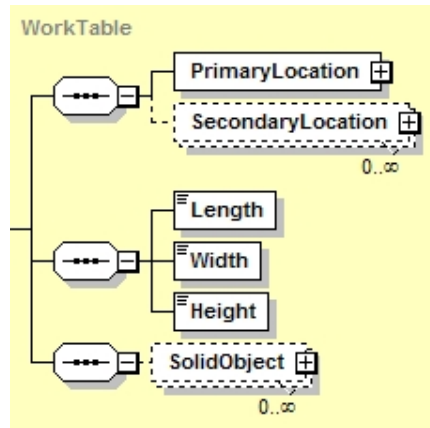 WorkTable
PrimaryLocation
SecondaryLocation
0..∞
Length
Width
Height
SolidObject
0..∞